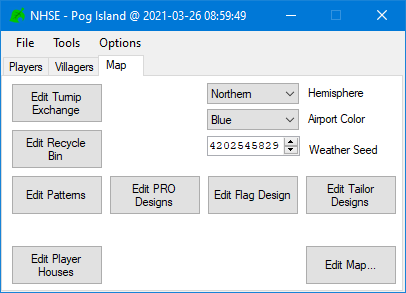 NHSE - Pog Island @ 2021-03-26 08:59:49
File Tools Options
Players Villagers Map
Edit Turnip
Exchange
Northern Hemisphere
Blue Airport Color
Edit Recycle
Bin
4202545829 Weather Seed
Edit Patterns
Edit PRO
Designs
Edit Flag Design
Edit Tailor
Designs
Edit Player
Houses
Edit Map...